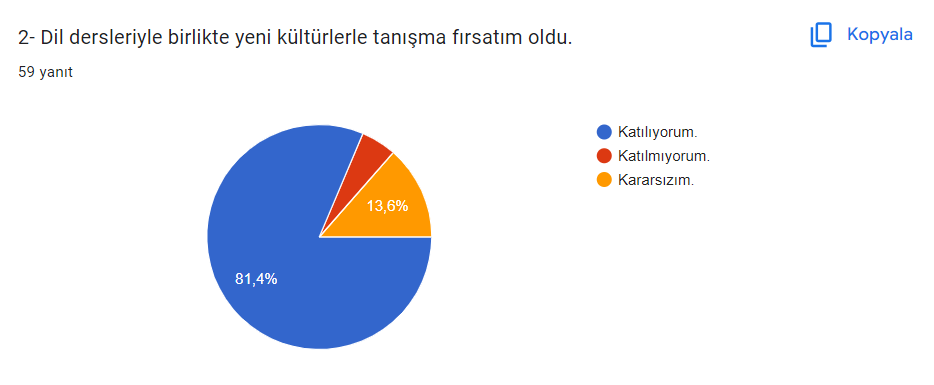 2- Dil dersleriyle birlikte yeni kültürlerle tanışma fırsatım oldu.
Kopyala
59 yanıt
Katılıyorum.
Katılmıyorum.
Kararsızım.
13,6%
81,4%